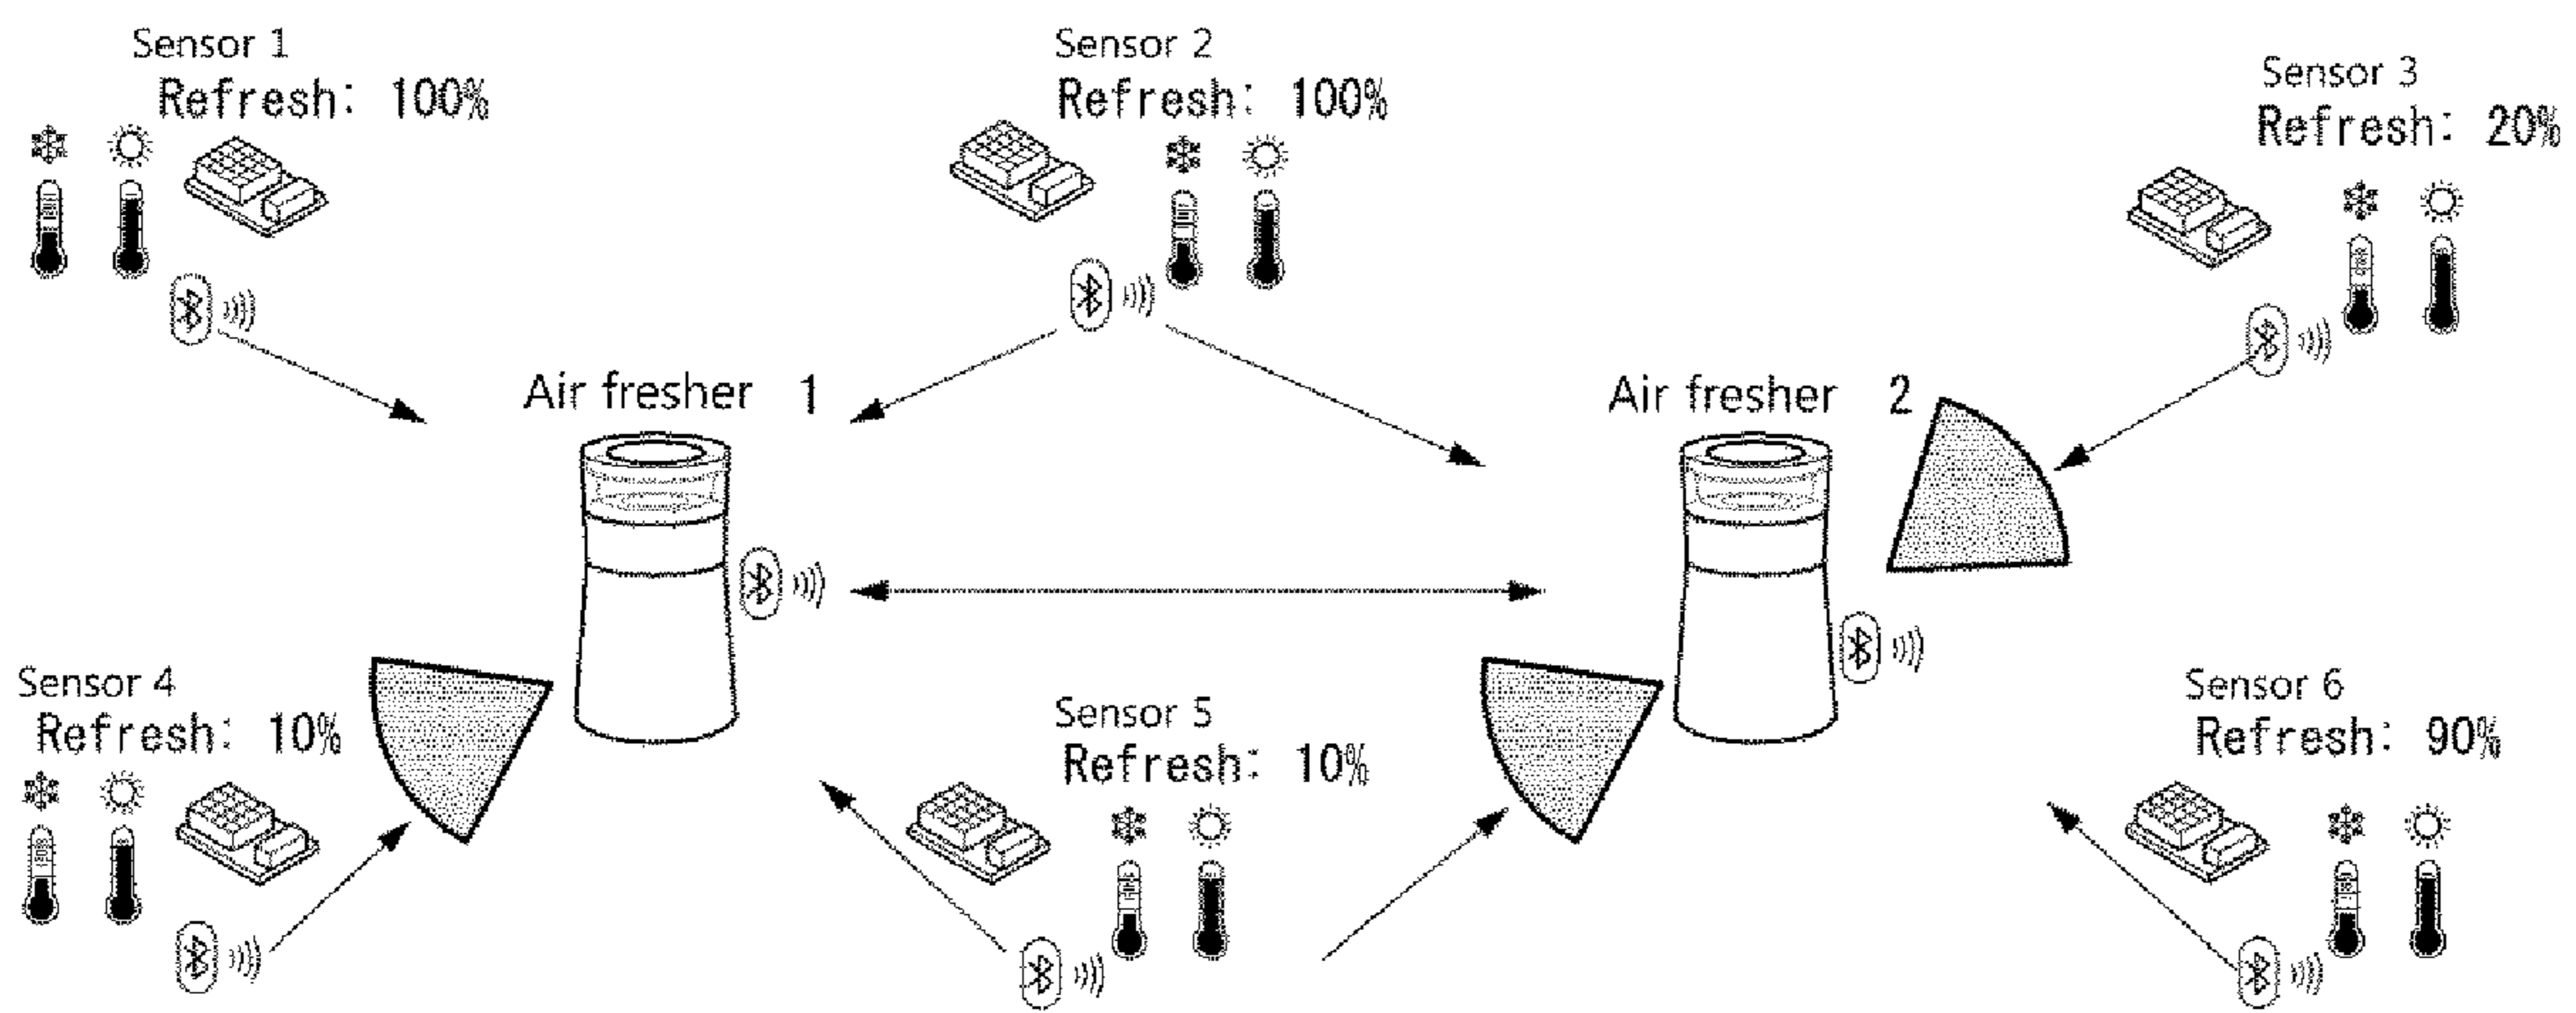 Sensor 1
Refresh: 100%
Sensor 2
Refresh: 100%
Sensor 3
Refresh: 20%
Air fresher 1
Air fresher 2
Sensor 4
Refresh: 10%
Sensor 5
Refresh: 10%
Sensor 6
Refresh: 90%